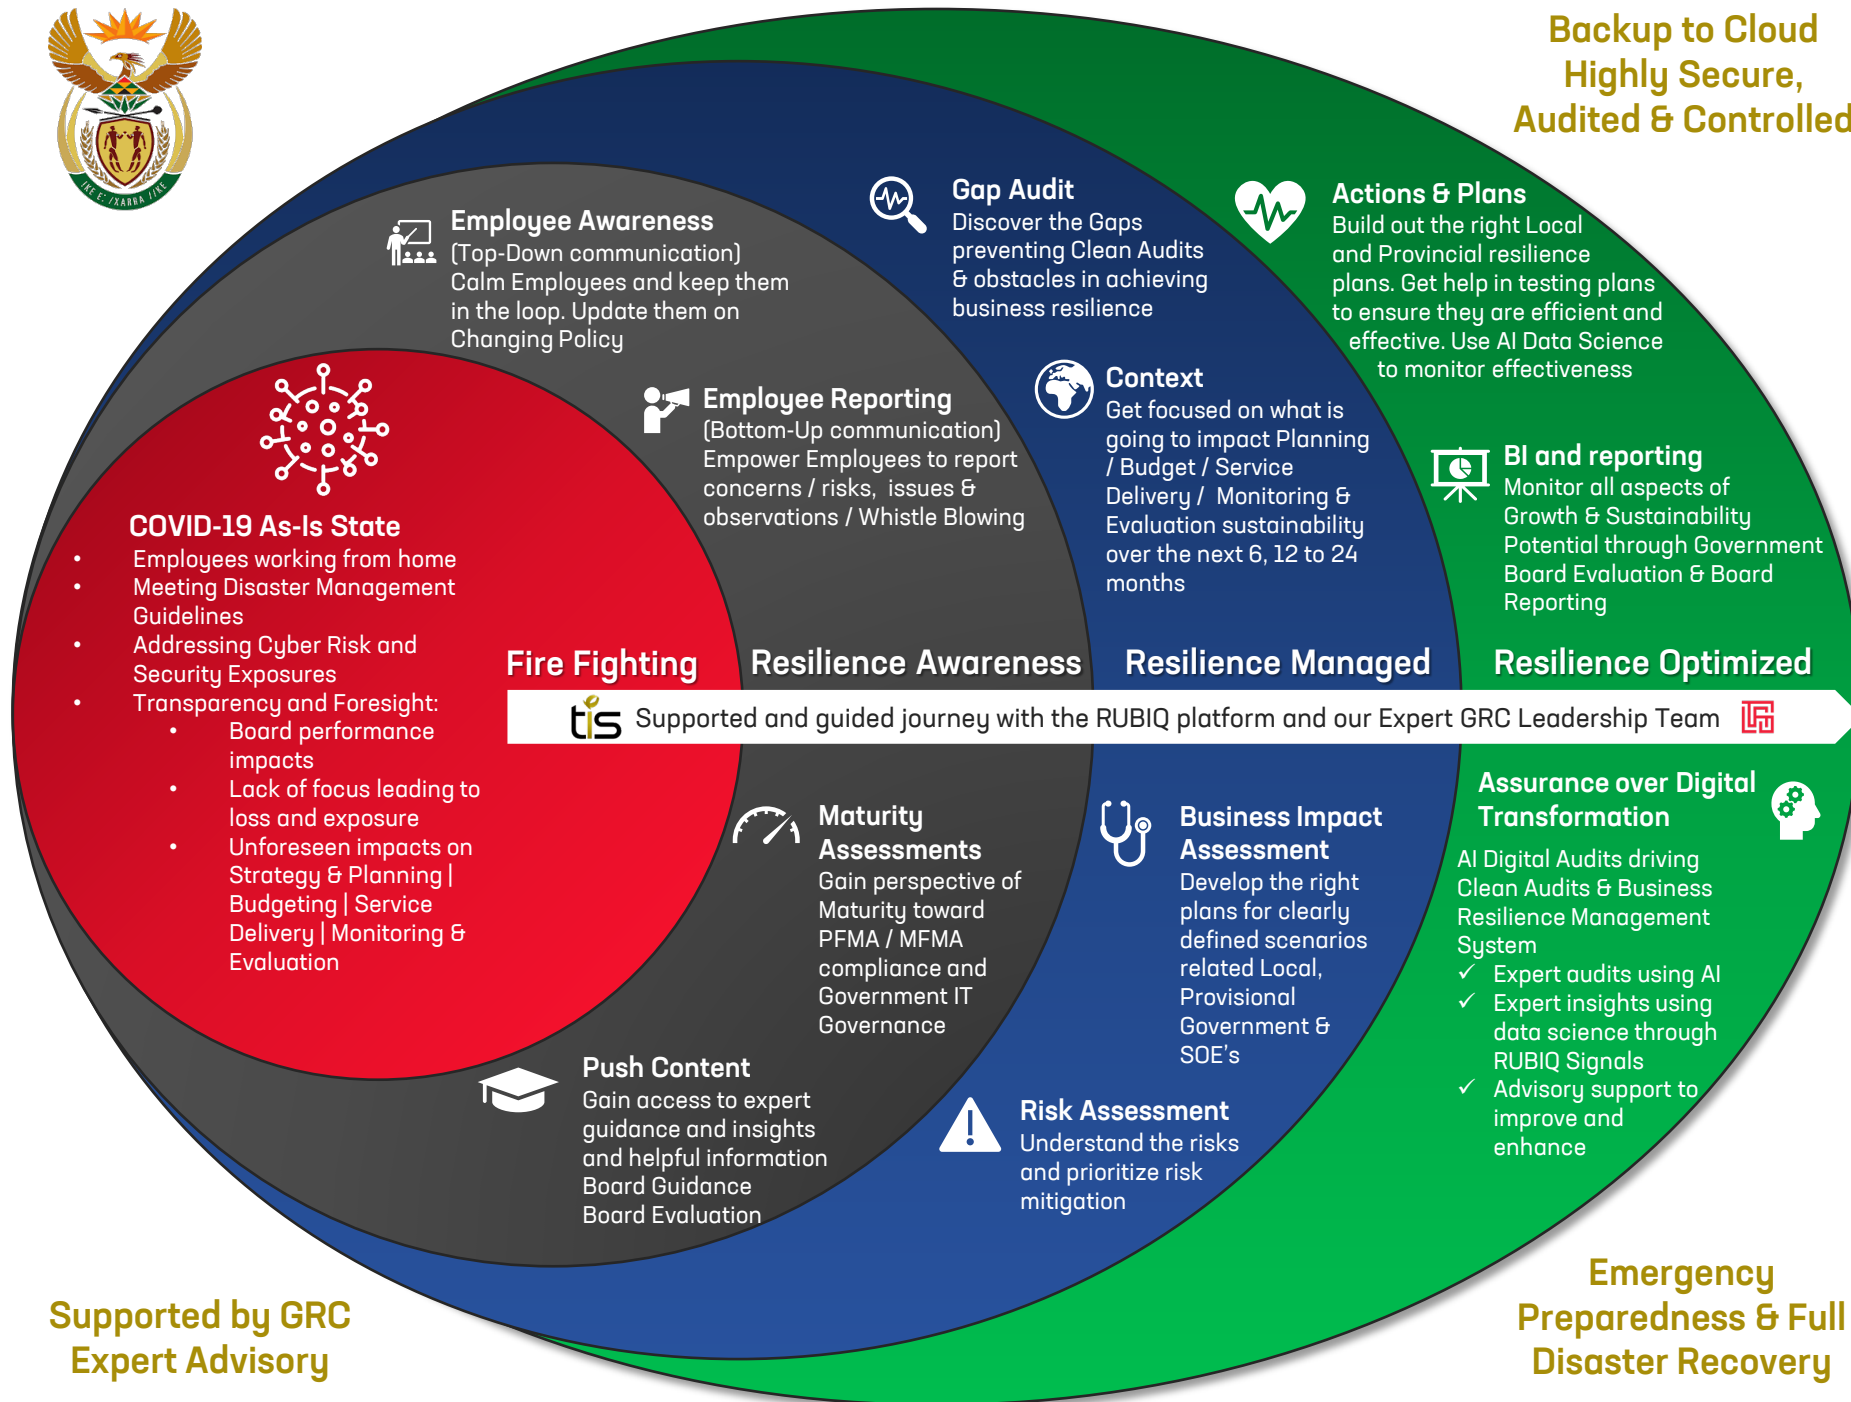 !KE E: /XARRA //KE
Backup to Cloud
Highly Secure,
Audited & Controlled
Employee Awareness
(Top-Down communication)
Calm Employees and keep them
in the loop. Update them on
Changing Policy
Gap Audit
Discover the Gaps
preventing Clean Audits
& obstacles in achieving
business resilience
Actions & Plans
Build out the right Local
and Provincial resilience
plans. Get help in testing plans
to ensure they are efficient and
effective. Use AI Data Science
to monitor effectiveness
Employee Reporting
(Bottom-Up communication)
Empower Employees to report
concerns / risks, issues &
observations / Whistle Blowing
Context
Get focused on what is
going to impact Planning
/ Budget / Service
Delivery / Monitoring &
Evaluation sustainability
over the next 6, 12 to 24
months
BI and reporting
Monitor all aspects of
Growth & Sustainability
Potential through Government
Board Evaluation & Board
Reporting
COVID-19 As-Is State
• Employees working from home
• Meeting Disaster Management
Guidelines
• Addressing Cyber Risk and
Security Exposures
• Transparency and Foresight:
• Board performance
impacts
• Lack of focus leading to
loss and exposure
• Unforeseen impacts on
Strategy & Planning |
Budgeting | Service
Delivery | Monitoring &
Evaluation
Fire Fighting
Resilience Awareness
Resilience Managed
Resilience Optimized
tis Supported and guided journey with the RUBIQ platform and our Expert GRC Leadership Team
Maturity
Assessments
Gain perspective of
Maturity toward
PFMA / MFMA
compliance and
Government IT
Governance
Business Impact
Assessment
Develop the right
plans for clearly
defined scenarios
related Local,
Provisional
Government &
SOE's
Assurance over Digital
Transformation
AI Digital Audits driving
Clean Audits & Business
Resilience Management
System
✓ Expert audits using AI
✓ Expert insights using
data science through
RUBIQ Signals
✓ Advisory support to
improve and
enhance
Push Content
Gain access to expert
guidance and insights
and helpful information
Board Guidance
Board Evaluation
Risk Assessment
Understand the risks
and prioritize risk
mitigation
Supported by GRC
Expert Advisory
Emergency
Preparedness & Full
Disaster Recovery